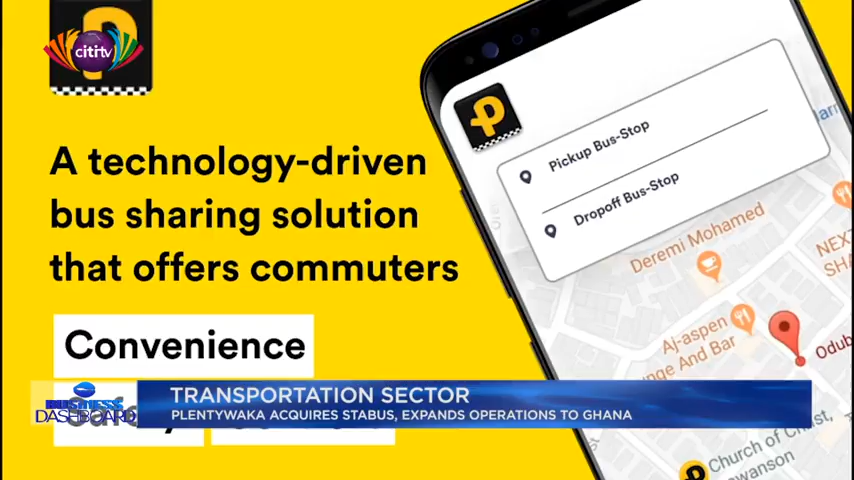 citi tv
A technology-driven
bus sharing solution
that offers commuters
Convenience
Pickup Bus-Stop
Dropoff Bus-Stop
Deremi Mohamed
Aj-aspen
nge And Bar
Church of Christ,
wanson
BUSINESS
DASHBOARD
TRANSPORTATION SECTOR
PLENTYWAKA ACQUIRES STABUS, EXPANDS OPERATIONS TO GHANA